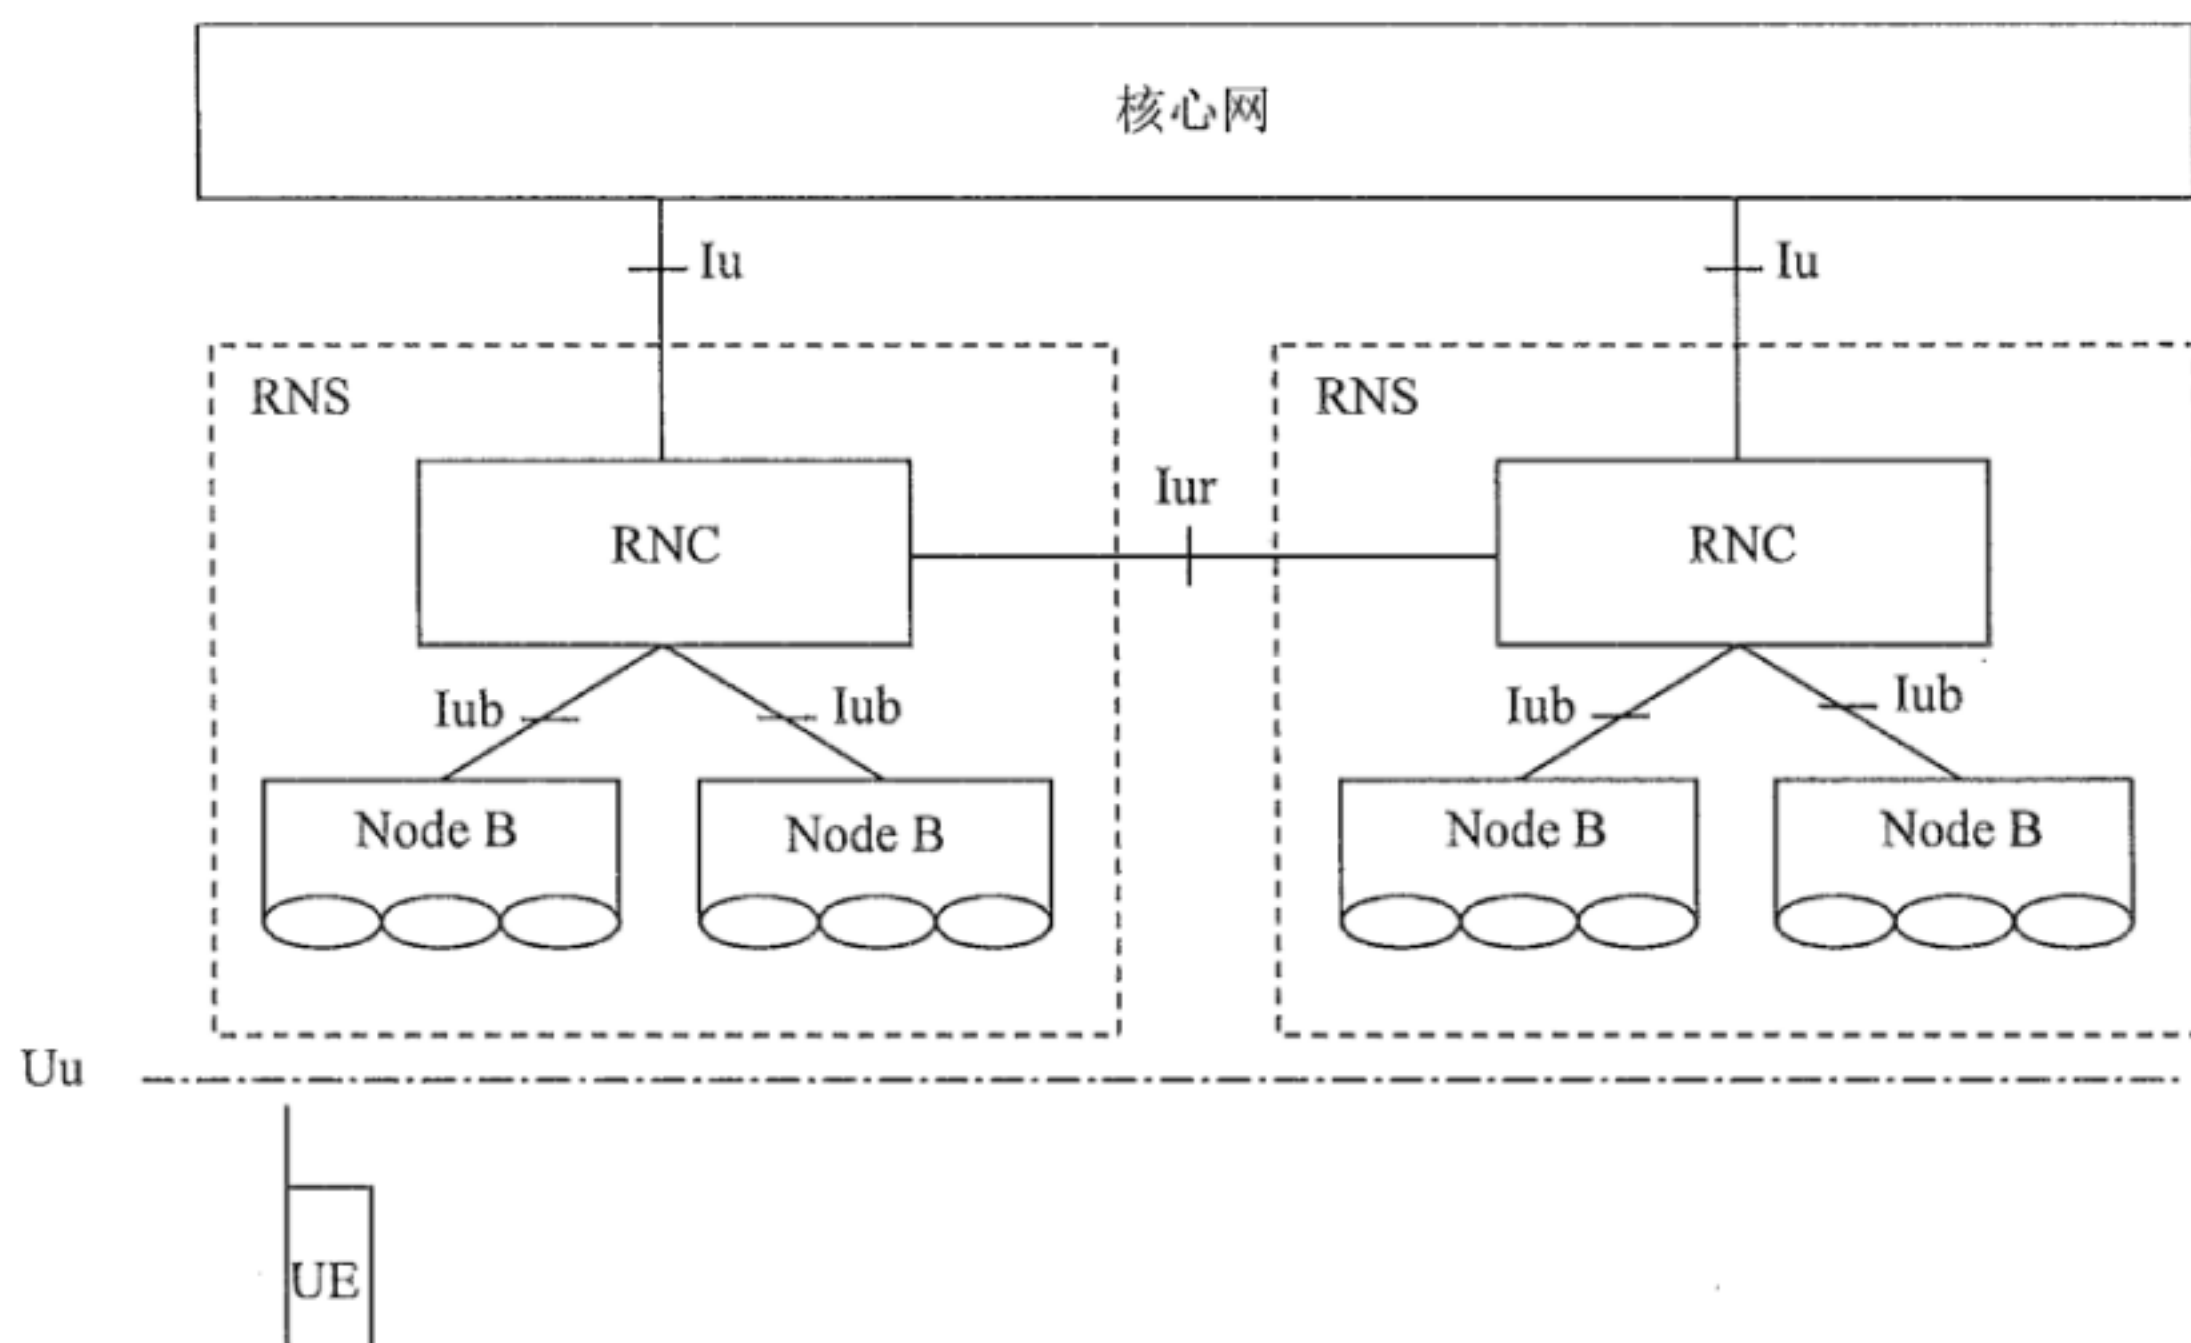 核心网
Iu
Iu
RNS
RNS
Iur
RNC
RNC
Iub
Iub
Iub
Iub
Node B
Node B
Node B
Node B
Uu
UE